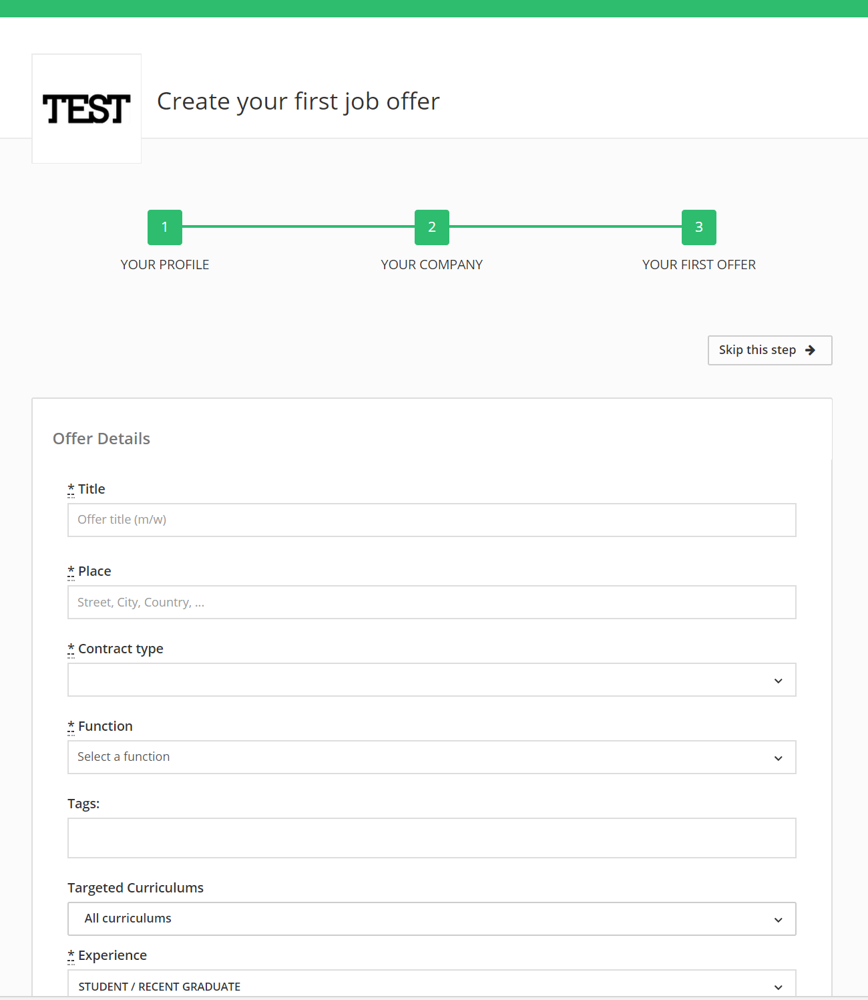 TEST
Create your first job offer
1
2
3
YOUR PROFILE
YOUR COMPANY
YOUR FIRST OFFER
Skip this step
Offer Details
* Title
Offer title (m/w)
* Place
Street, City, Country, ...
* Contract type
* Function
Select a function
Tags:
Targeted Curriculums
All curriculums
* Experience
STUDENT / RECENT GRADUATE